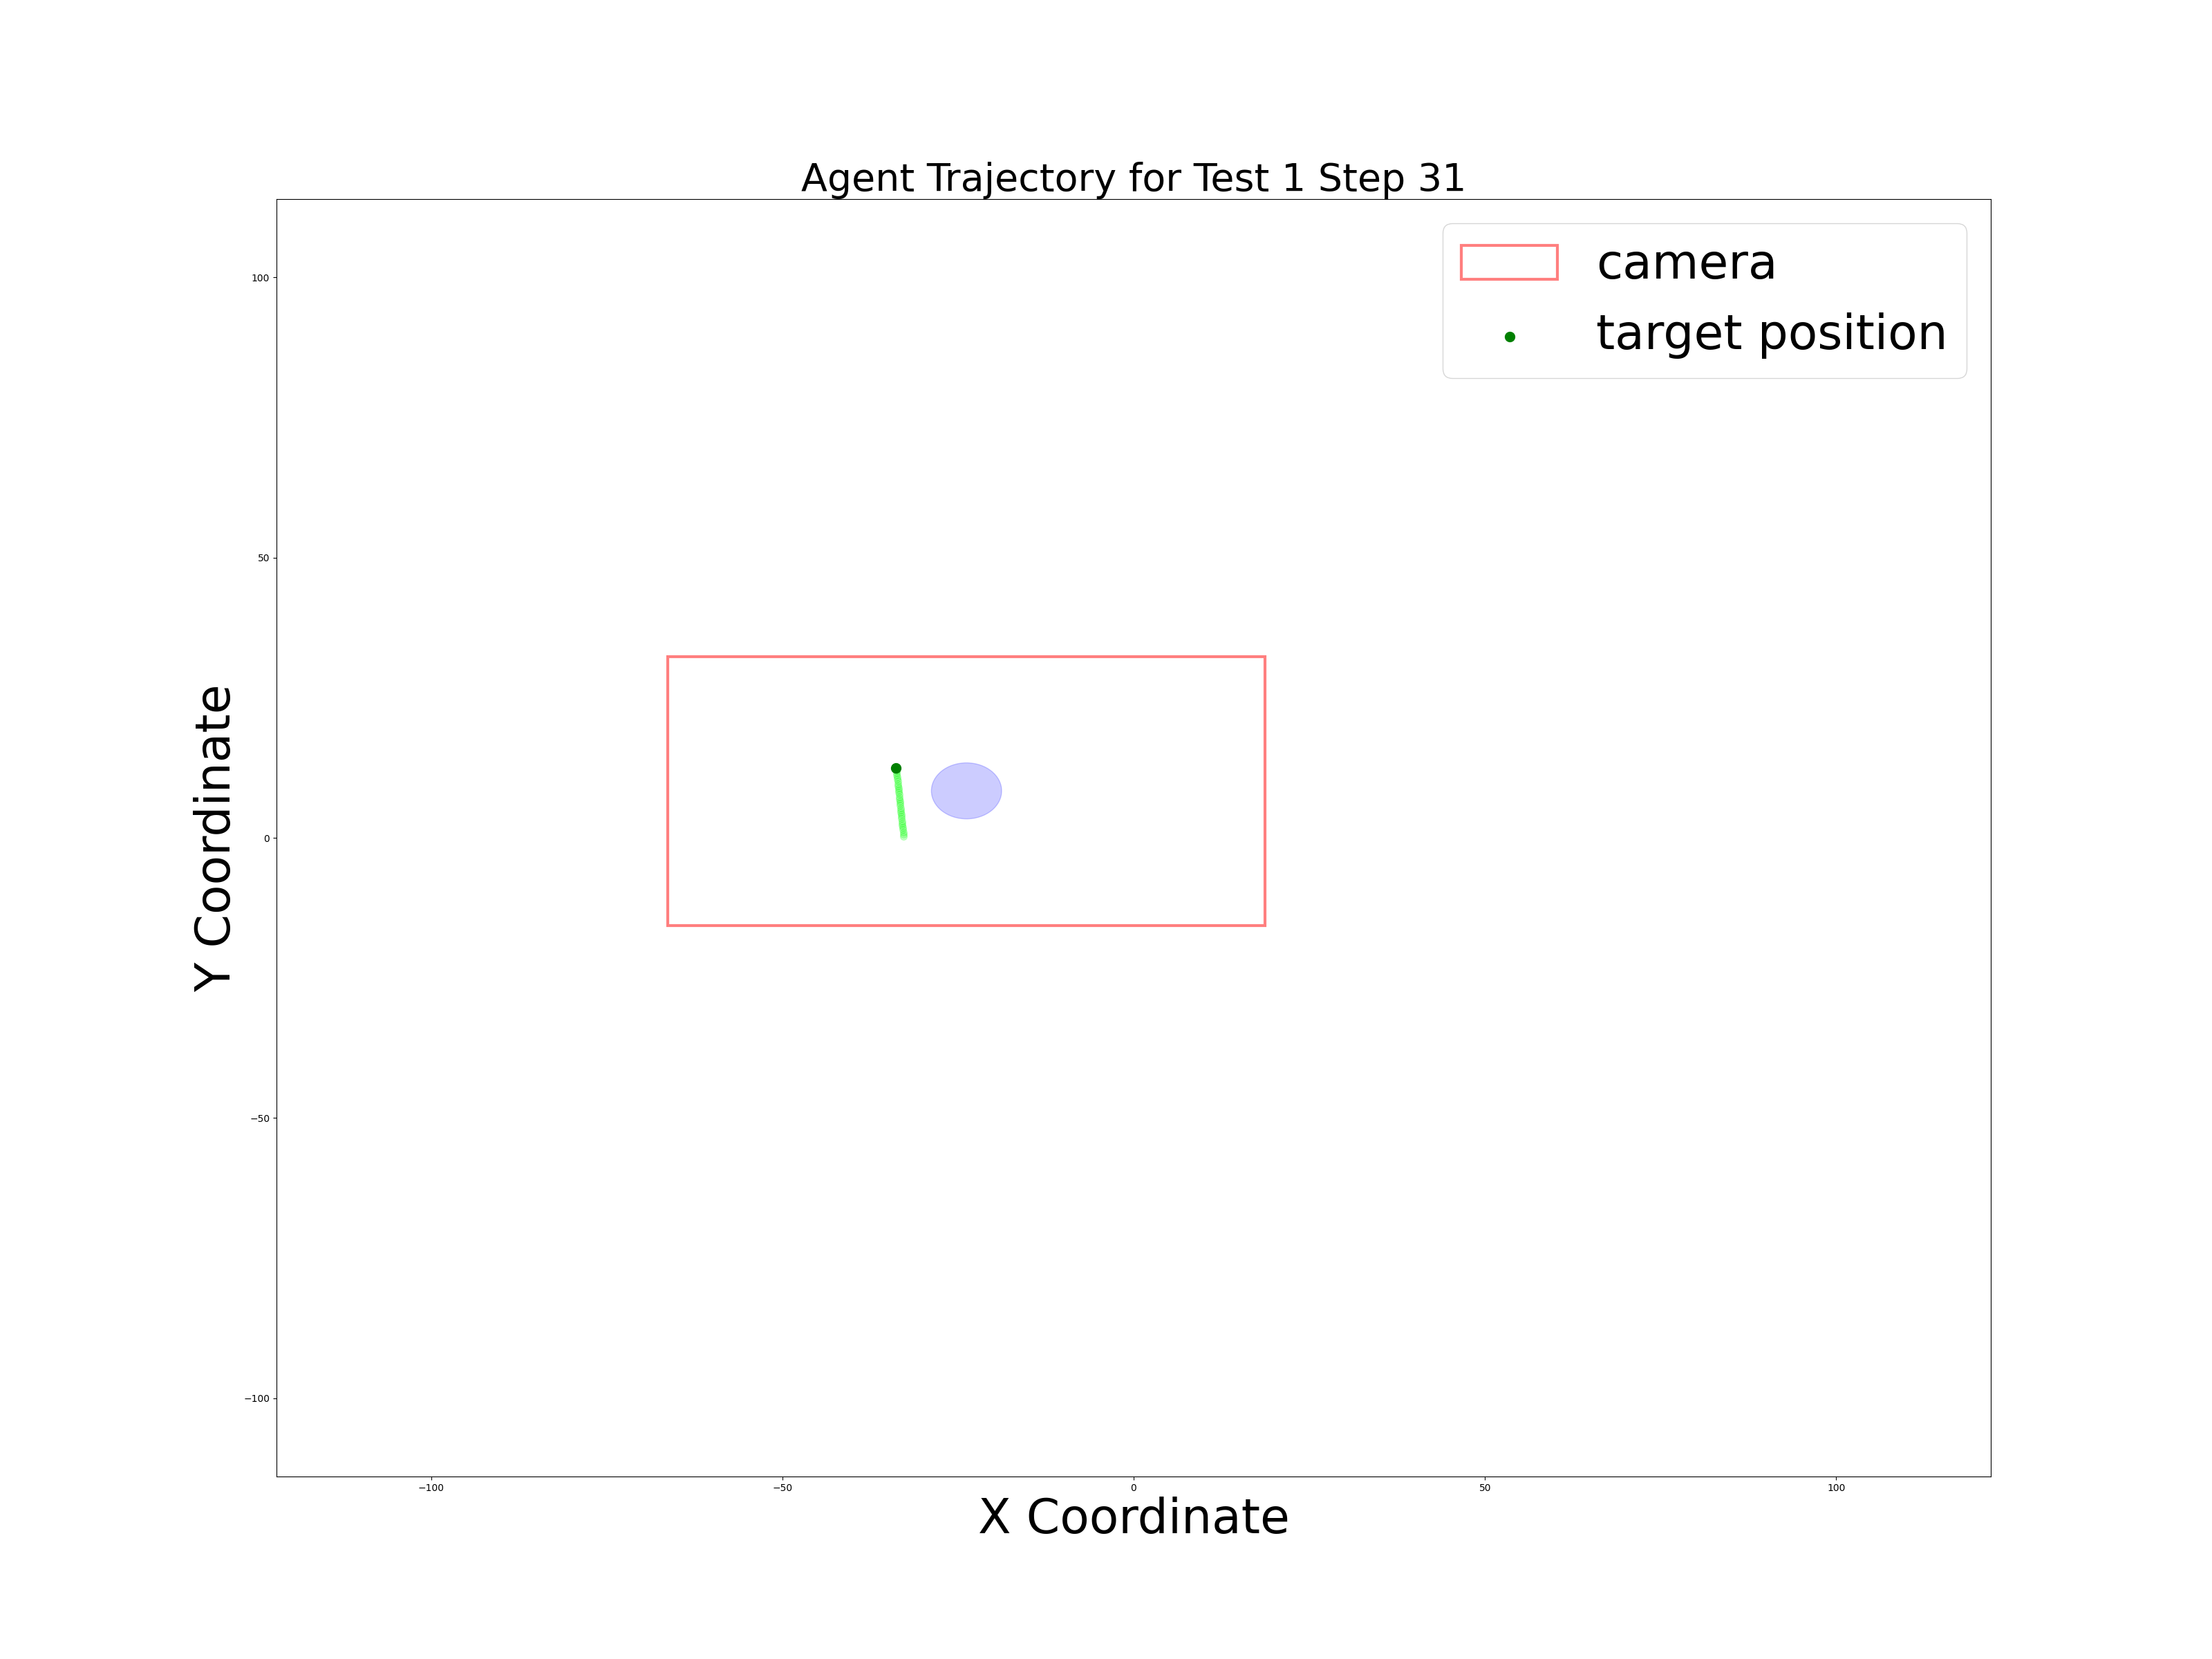 Agent Trajectory for Test 1 Step 31
camera
target position
100
50
0
−50
−100
Y Coordinate
−100
−50
0
50
100
X Coordinate